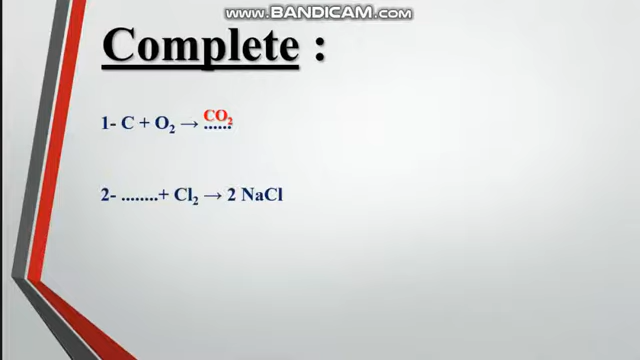 www.BANDICAM.com
Complete :
1- C + O₂ → CO₂ ......
2- ........+ Cl₂ → 2 NaCl